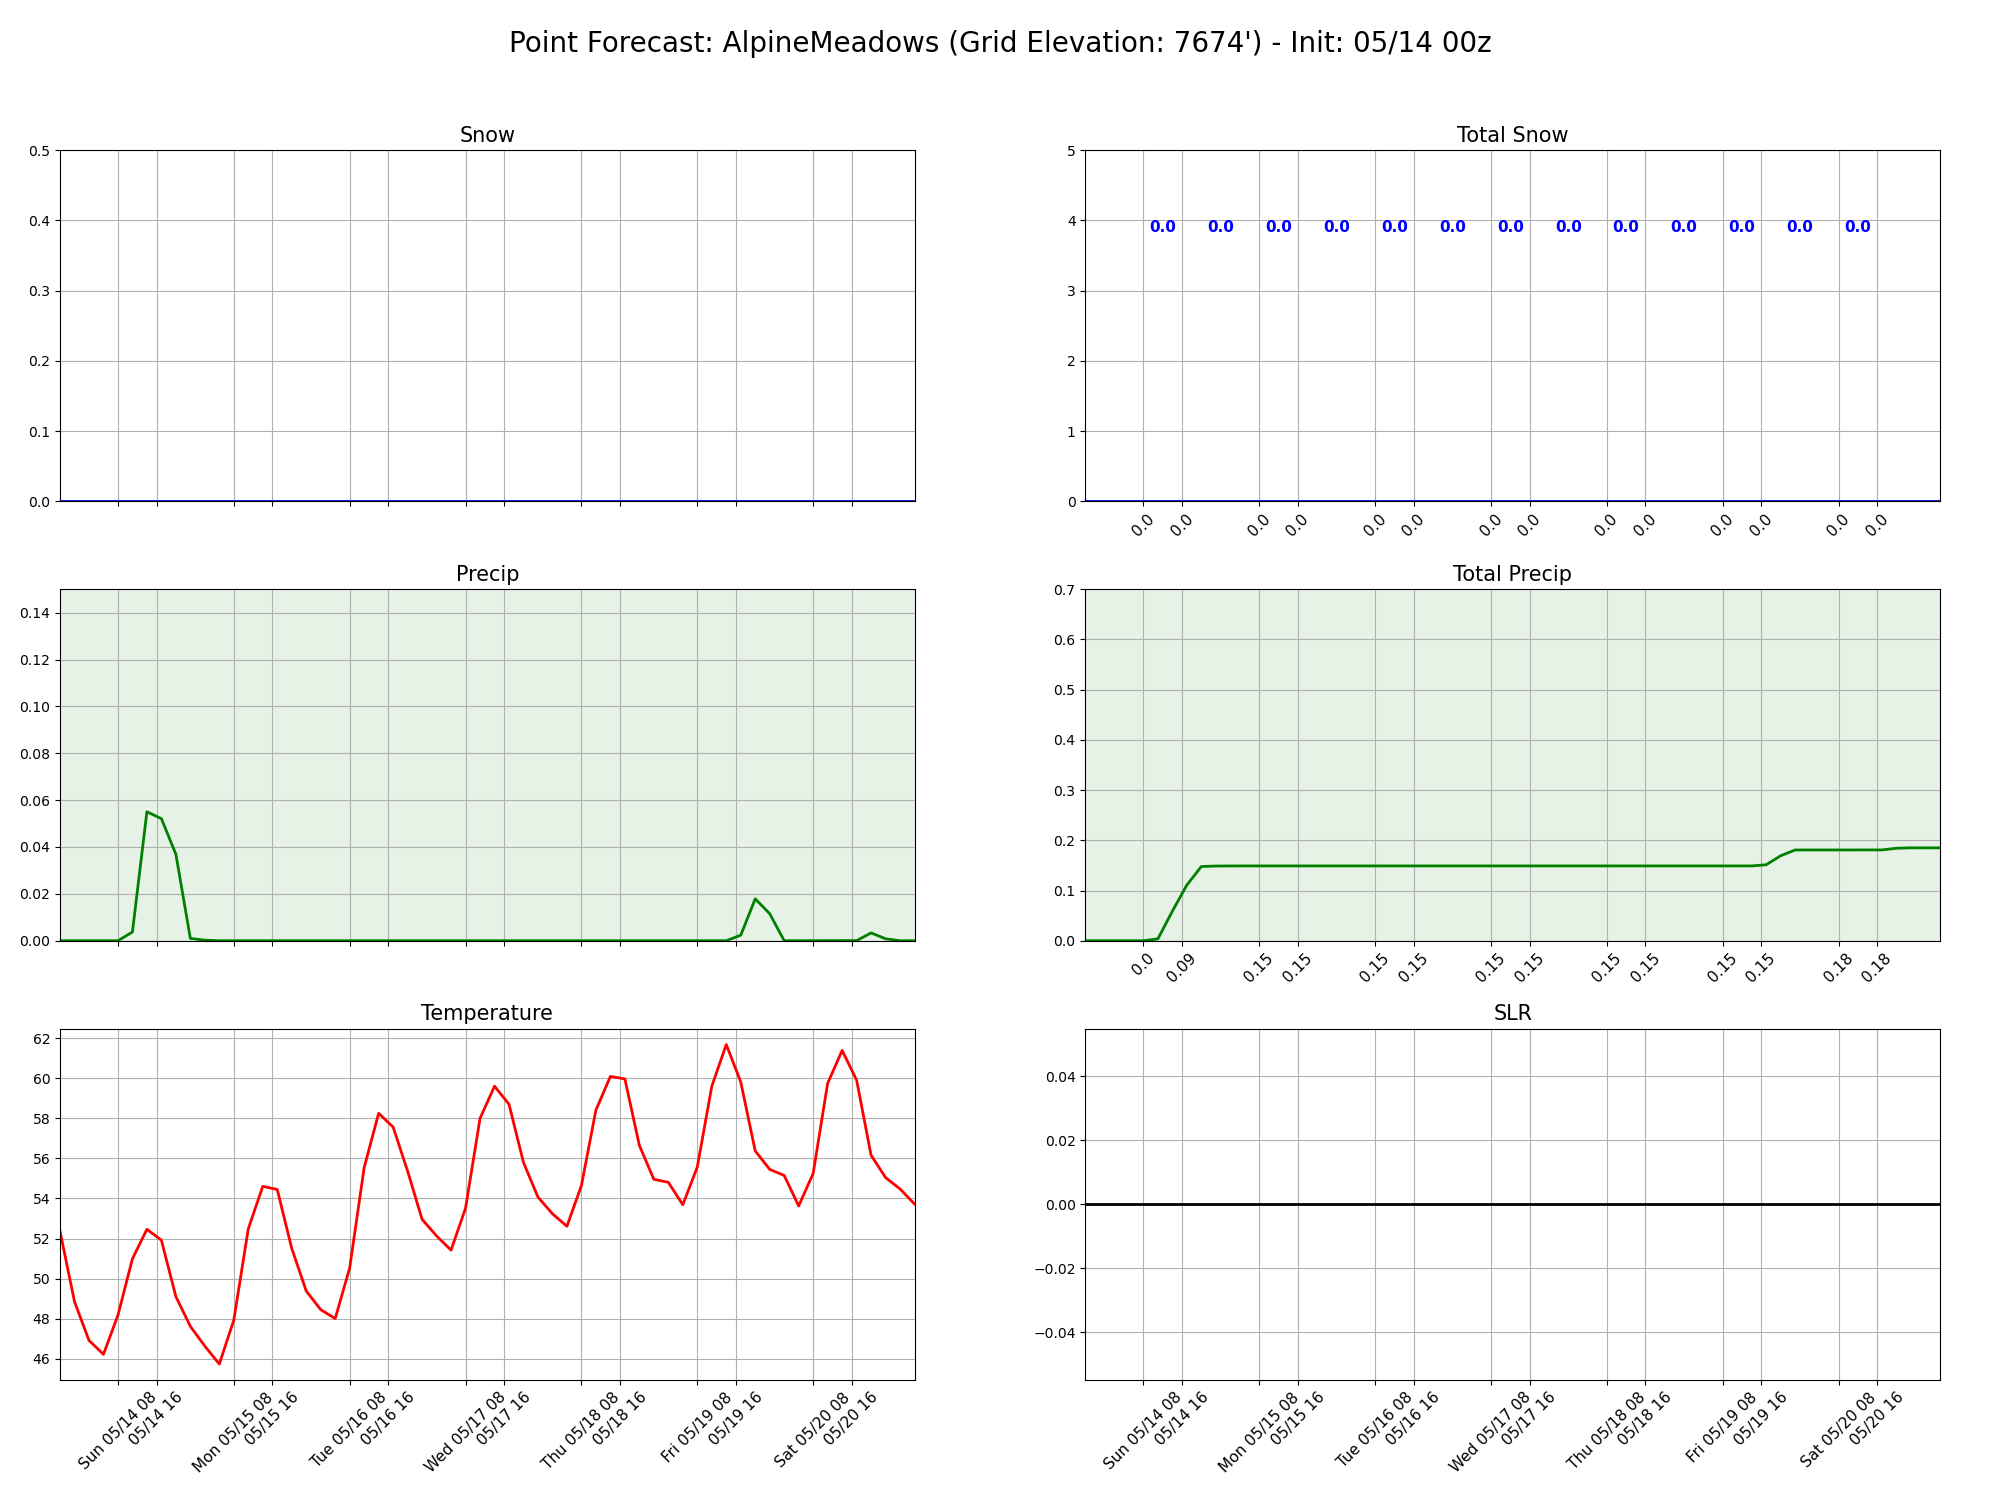 Point Forecast: AlpineMeadows (Grid Elevation: 7674') - Init: 05/14 00z
Snow
0.5
0.4
0.3
0.2
0.1
0.0
Total Snow
5
4
3
2
1
0
0.0 0.0 0.0 0.0 0.0 0.0 0.0 0.0 0.0 0.0 0.0 0.0 0.0
0.0 0.0 0.0 0.0 0.0 0.0 0.0 0.0 0.0 0.0 0.0 0.0 0.0 0.0
Precip
0.14
0.12
0.10
0.08
0.06
0.04
0.02
0.00
Total Precip
0.7
0.6
0.5
0.4
0.3
0.2
0.1
0.0
0.0 0.09 0.15 0.15 0.15 0.15 0.15 0.15 0.15 0.15 0.15 0.15 0.18 0.18
Temperature
62
60
58
56
54
52
50
48
46
Sun 05/14 08
05/14 16
Mon 05/15 08
05/15 16
Tue 05/16 08
05/16 16
Wed 05/17 08
05/17 16
Thu 05/18 08
05/18 16
Fri 05/19 08
05/19 16
Sat 05/20 08
05/20 16
SLR
0.04
0.02
0.00
−0.02
−0.04
Sun 05/14 08
05/14 16
Mon 05/15 08
05/15 16
Tue 05/16 08
05/16 16
Wed 05/17 08
05/17 16
Thu 05/18 08
05/18 16
Fri 05/19 08
05/19 16
Sat 05/20 08
05/20 16